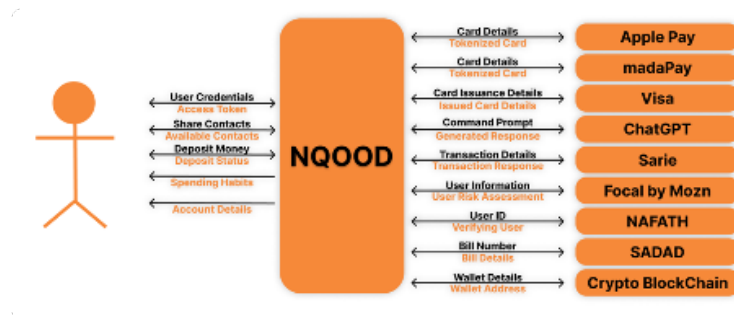 User Credentials
Access Token
Share Contacts
Available Contacts
Deposit Money
Deposit Status
Spending Habits
Account Details
NQOOD
Card Details
Tokenized Card
Apple Pay
Card Details
Tokenized Card
madaPay
Card Issuance Details
Issued Card Details
Visa
Command Prompt
Generated Response
ChatGPT
Transaction Details
Transaction Response
Sarie
User Information
User Risk Assessment
Focal by Mozn
User ID
Verifying User
NAFATH
Bill Number
Bill Details
SADAD
Wallet Details
Wallet Address
Crypto BlockChain